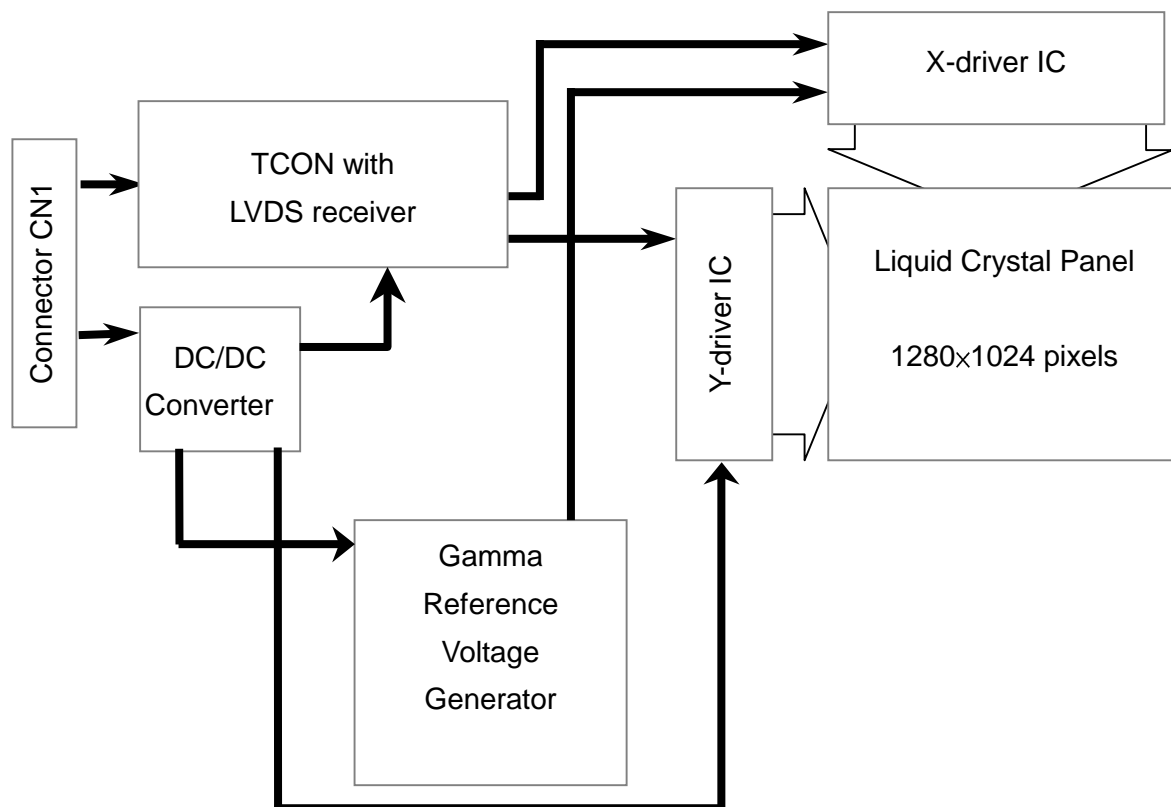 X-driver IC
TCON with
LVDS receiver
Connector CN1
Y-driver IC
Liquid Crystal Panel
1280×1024 pixels
DC/DC
Converter
Gamma
Reference
Voltage
Generator